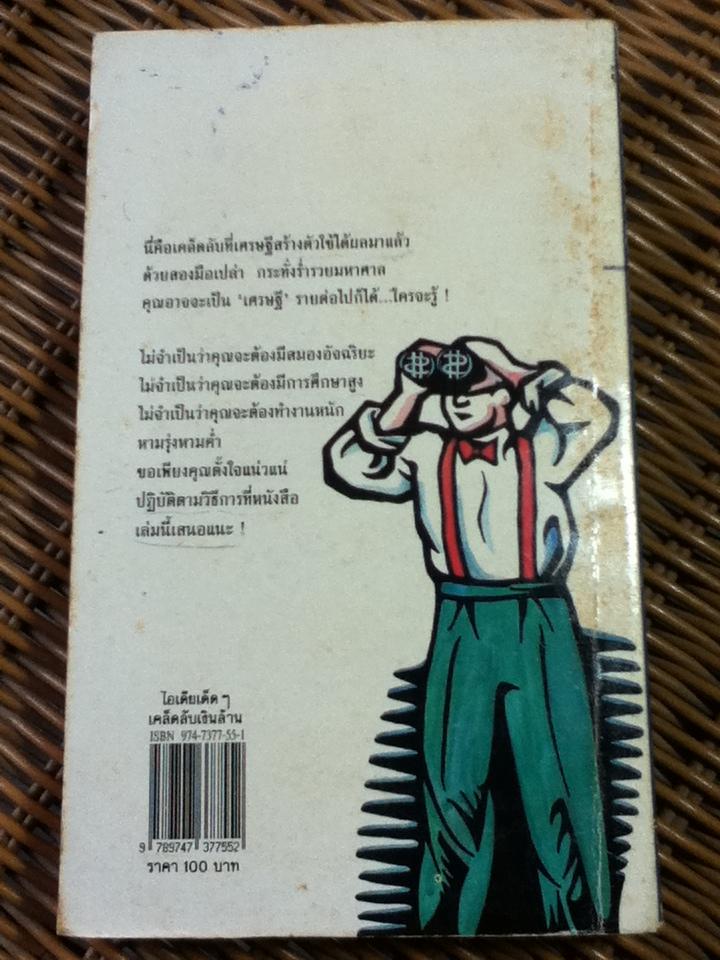 นี่คือเคล็ดลับที่เศรษฐีสร้างตัวใช้ได้ผลมาแล้ว
ด้วยสองมือเปล่า กระทั่งร่ำรวยมหาศาล
คุณอาจจะเป็น 'เศรษฐี' รายต่อไปก็ได้...ใครจะรู้ !
ไม่จำเป็นว่าคุณจะต้องมีสมองอัจฉริยะ
ไม่จำเป็นว่าคุณจะต้องมีการศึกษาสูง
ไม่จำเป็นว่าคุณจะต้องทำงานหนัก
หามรุ่งหามค่ำ
ขอเพียงคุณตั้งใจแน่วแน่
ปฏิบัติตามวิธีการที่หนังสือ
เล่มนี้เสนอแนะ !
ไอเดียเด็ด ๆ
เคล็ดลับเงินล้าน
ISBN 974-7377-55-1
9 789747 377552
ราคา 100 บาท